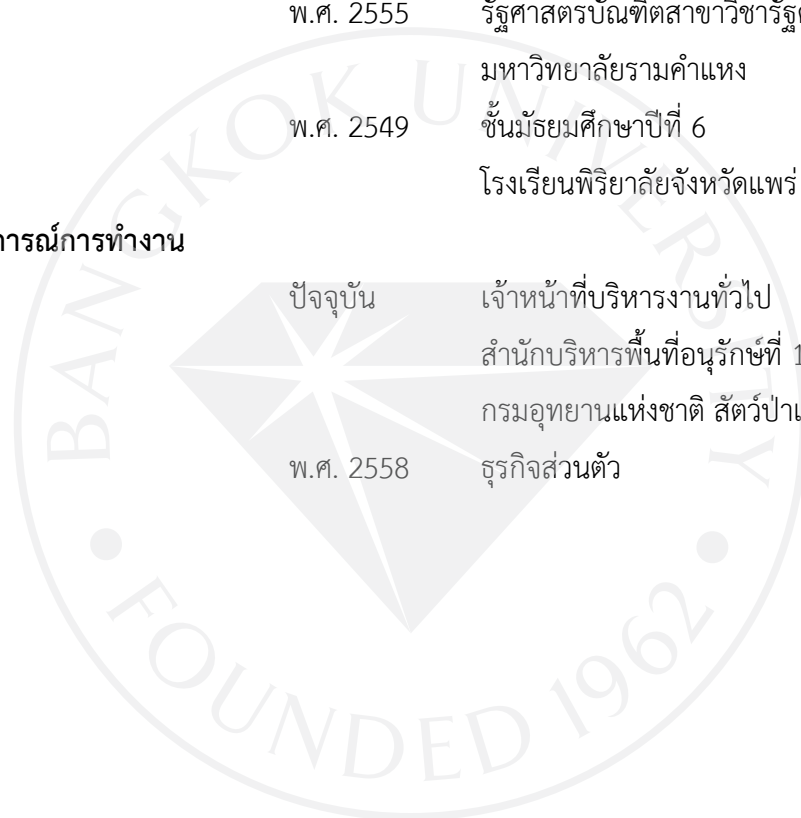 พ.ศ. 2555 รัฐศาสตรบัณฑิตสาขาวิชารัฐ
มหาวิทยาลัยรามคำแหง
พ.ศ. 2549 ชั้นมัธยมศึกษาปีที่ 6
โรงเรียนพิริยาลัยจังหวัดแพร่
การณ์การทำงาน
ปัจจุบัน เจ้าหน้าที่บริหารงานทั่วไป
สำนักบริหารพื้นที่อนุรักษ์ที่ 1
กรมอุทยานแห่งชาติ สัตว์ป่า
พ.ศ. 2558 ธุรกิจส่วนตัว
BANGKOK UNIVERSITY
FOUNDED 1962